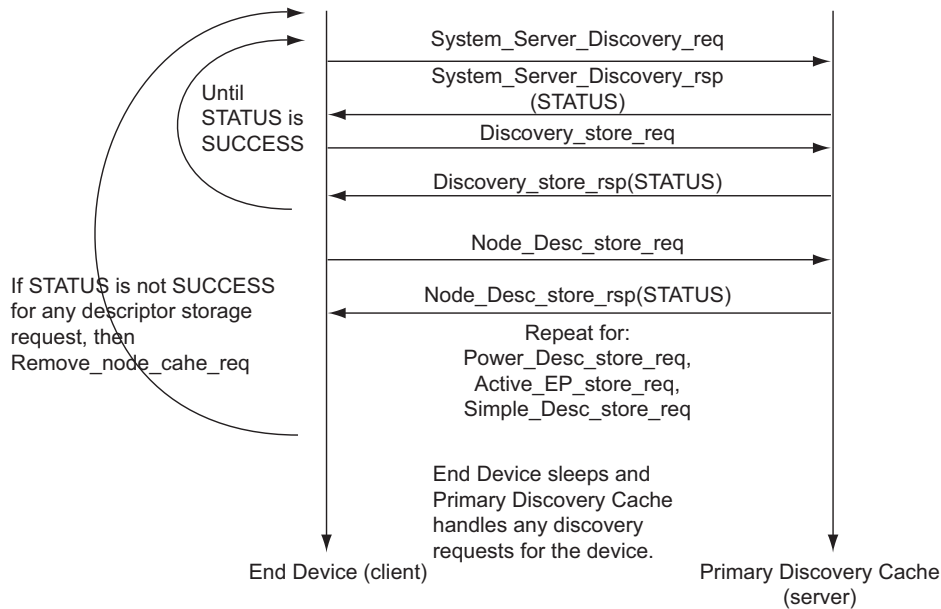 System_Server_Discovery_req
System_Server_Discovery_rsp
(STATUS)
Until
STATUS is
SUCCESS
Discovery_store_req
Discovery_store_rsp(STATUS)
Node_Desc_store_req
If STATUS is not SUCCESS
for any descriptor storage
request, then
Remove_node_cahe_req
Node_Desc_store_rsp(STATUS)
Repeat for:
Power_Desc_store_req,
Active_EP_store_req,
Simple_Desc_store_req
End Device sleeps and
Primary Discovery Cache
handles any discovery
requests for the device.
End Device (client)
Primary Discovery Cache
(server)